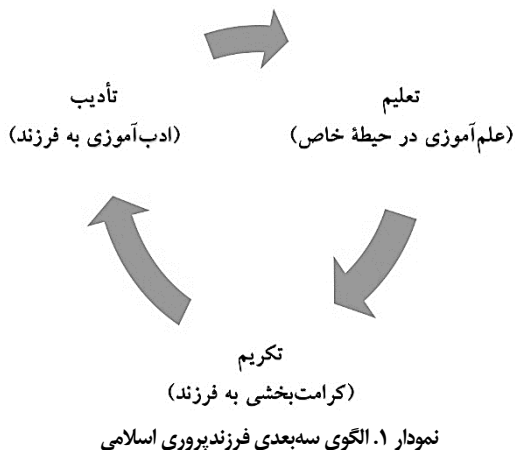 تعلیم
(علم‌آموزی در حیطۀ خاص)
تأدیب
(ادب‌آموزی به فرزند)
تکریم
(کرامت‌بخشی به فرزند)
نمودار ۱. الگوی سه‌بعدی فرزندپروری اسلامی